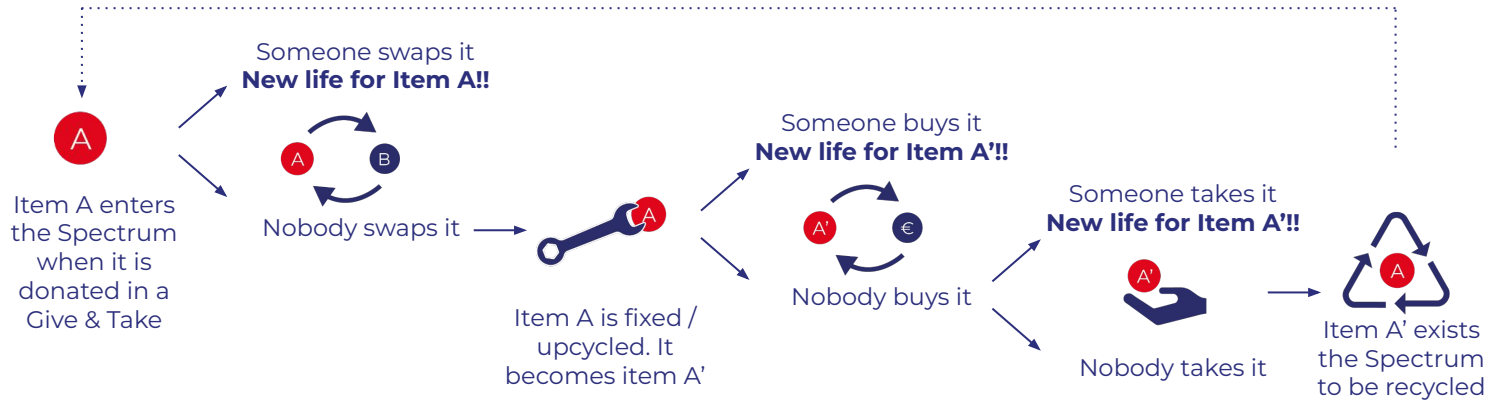 A
Item A enters
the Spectrum
when it is
donated in a
Give & Take
Someone swaps it
New life for Item A!!
A
B
Nobody swaps it
A
Item A is fixed /
upcycled. It
becomes item A’
Someone buys it
New life for Item A’!!
A’
€
Nobody buys it
Someone takes it
New life for Item A’!!
A’
Nobody takes it
A
Item A’ exists
the Spectrum
to be recycled